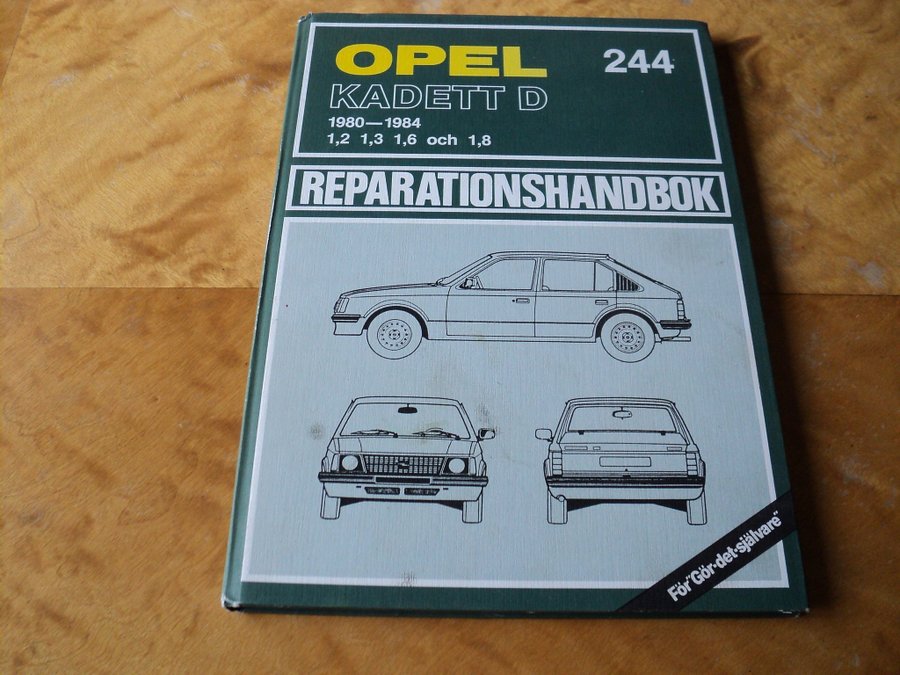 OPEL
244
KADETT D
1980—1984
1,2 1,3 1,6 och 1,8
REPARATIONSHANDBOK
För "Gör-det-självare"